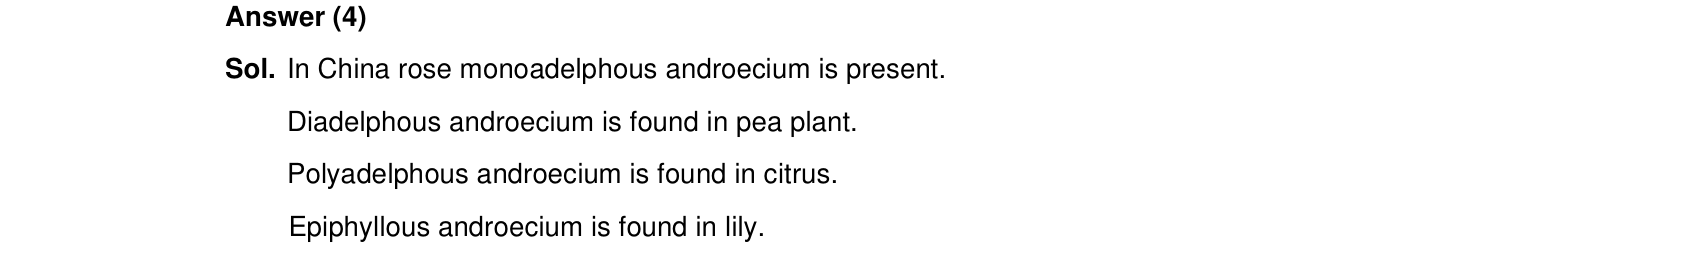 Answer (4)
Sol. In China rose monoadelphous androecium is present.
Diadelphous androecium is found in pea plant.
Polyadelphous androecium is found in citrus.
Epiphyllous androecium is found in lily.